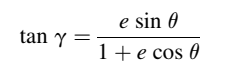 tan γ = e sin θ / 1 + e cos θ